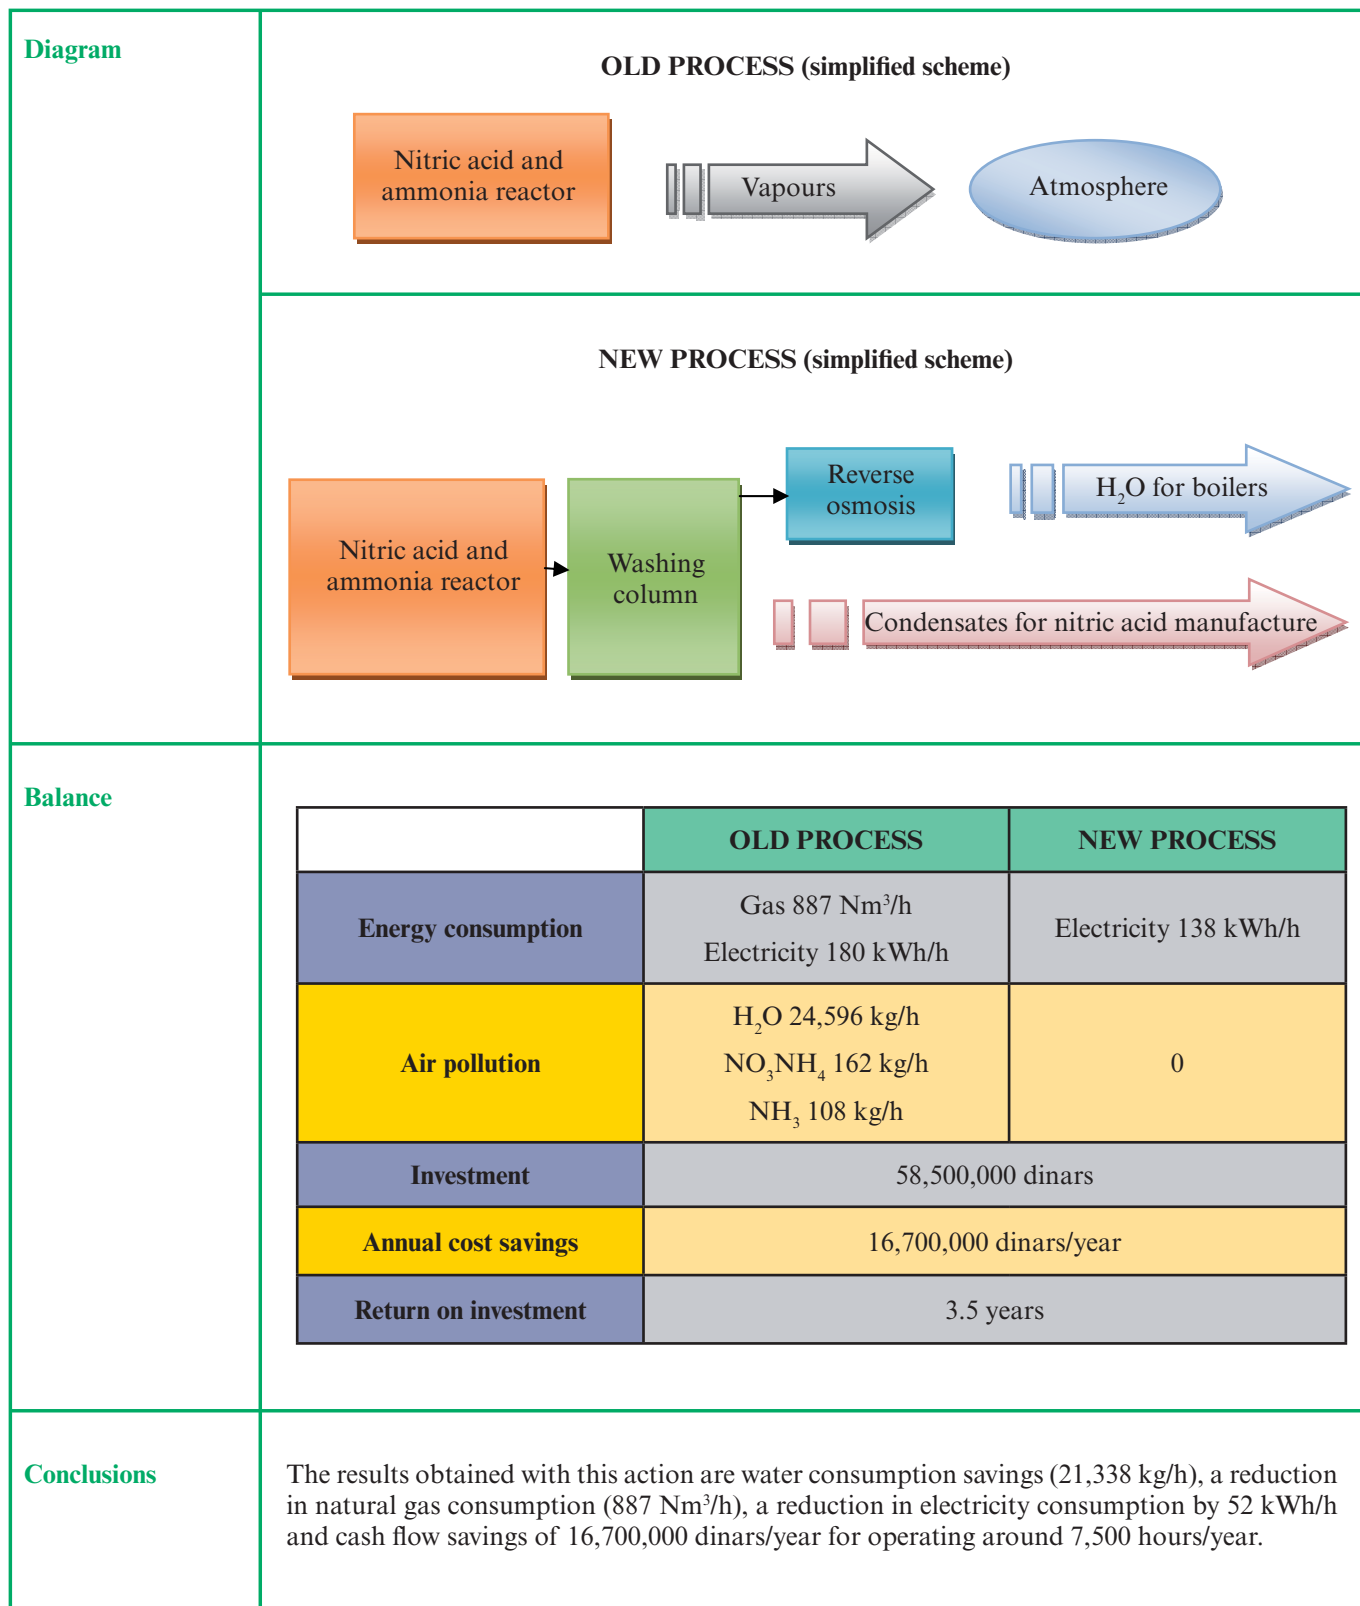 Diagram
OLD PROCESS (simplified scheme)
Nitric acid and
ammonia reactor
Vapours
Atmosphere
NEW PROCESS (simplified scheme)
Nitric acid and
ammonia reactor
Washing
column
Reverse
osmosis
H₂O for boilers
Condensates for nitric acid manufacture
Balance
OLD PROCESS
NEW PROCESS
Energy consumption
Gas 887 Nm³/h
Electricity 180 kWh/h
Electricity 138 kWh/h
Air pollution
H₂O 24,596 kg/h
NO₃NH₄ 162 kg/h
NH₃ 108 kg/h
0
Investment
58,500,000 dinars
Annual cost savings
16,700,000 dinars/year
Return on investment
3.5 years
Conclusions
The results obtained with this action are water consumption savings (21,338 kg/h), a reduction
in natural gas consumption (887 Nm³/h), a reduction in electricity consumption by 52 kWh/h
and cash flow savings of 16,700,000 dinars/year for operating around 7,500 hours/year.